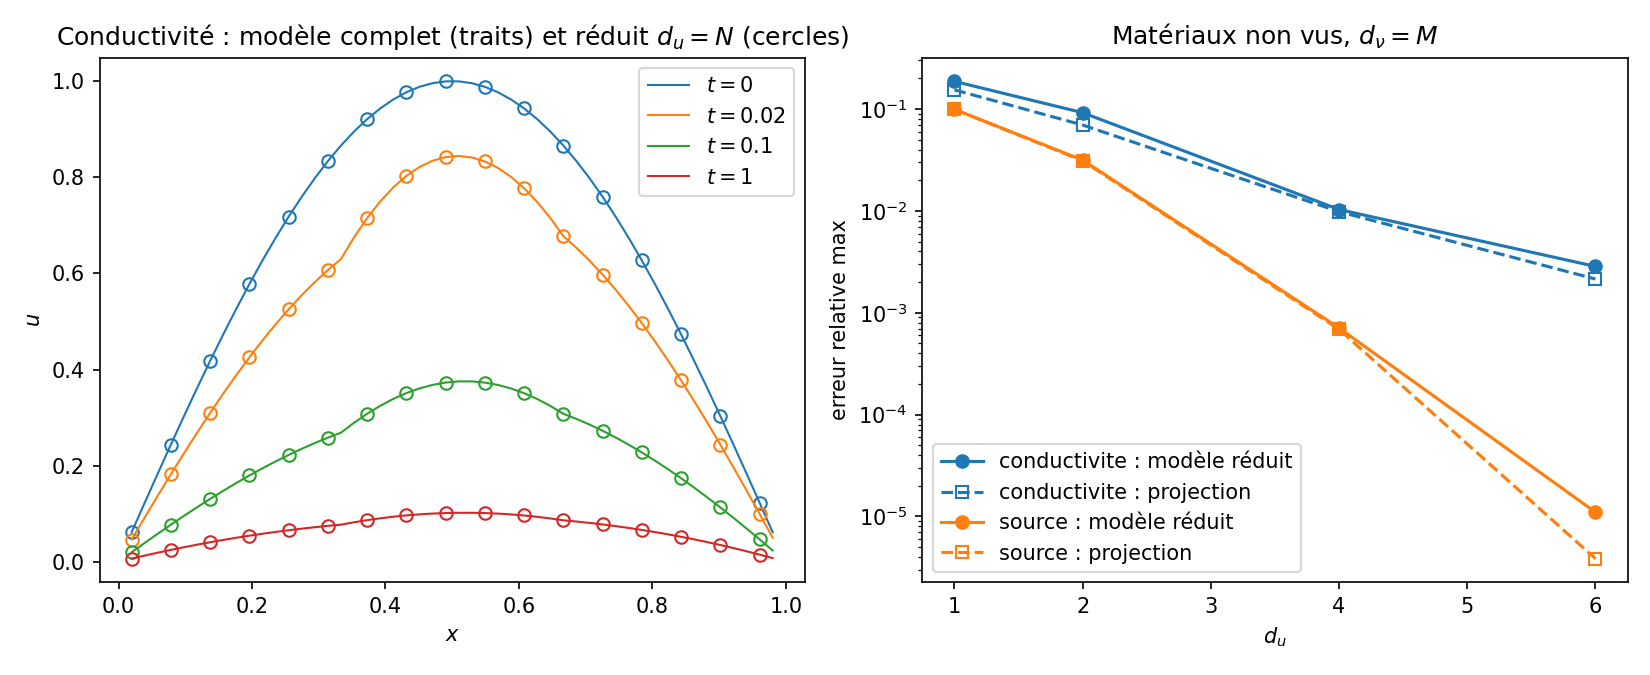 Conductivité : modèle complet (traits) et réduit $d_u = N$ (cercles)
1.0
0.8
0.6
0.4
0.2
0.0
u
0.0 0.2 0.4 0.6 0.8 1.0
x
t = 0
t = 0.02
t = 0.1
t = 1
Matériaux non vus, $d_ν = M$
10⁻¹
10⁻²
10⁻³
10⁻⁴
10⁻⁵
erreur relative max
1 2 3 4 5 6
$d_u$
conductivite : modèle réduit
conductivite : projection
source : modèle réduit
source : projection